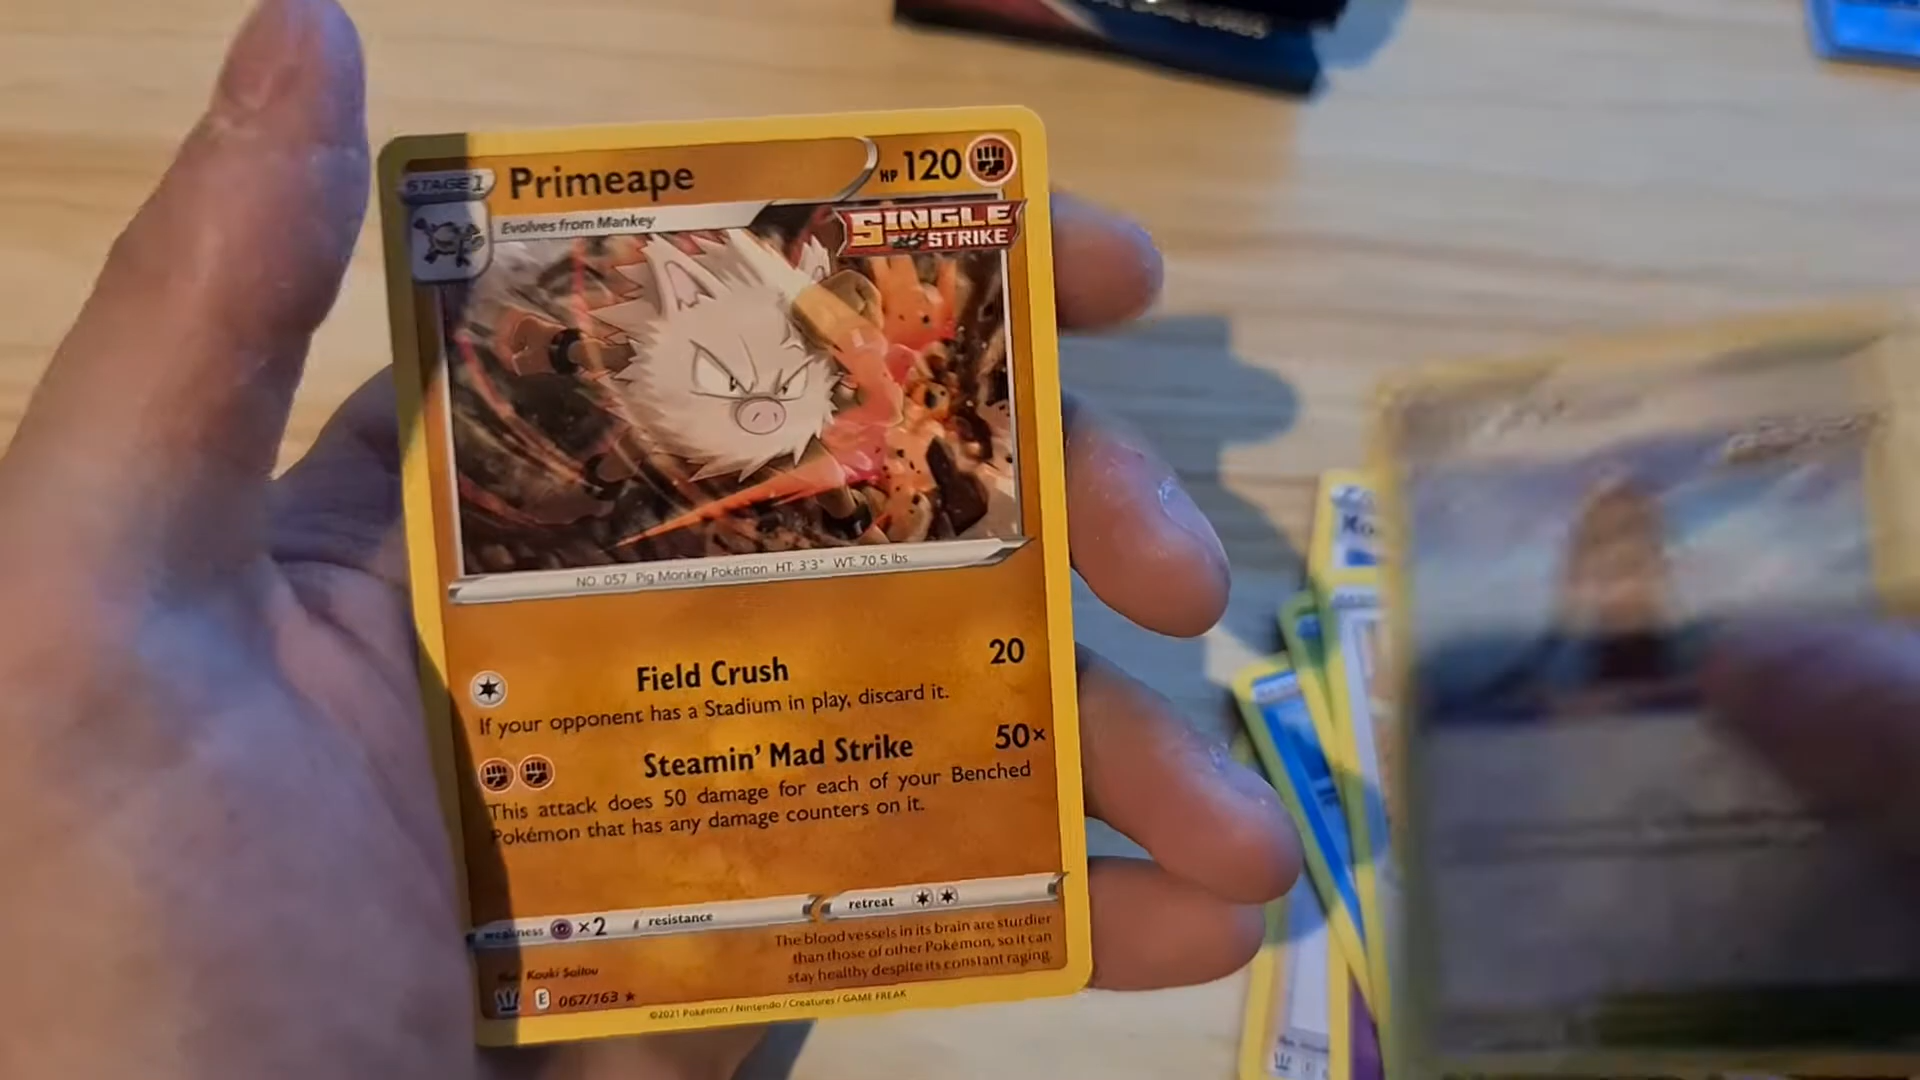 STAGE 1
Primeape
HP 120
Evolves from Mankey
SINGLE
STRIKE
NO. 057 Pig Monkey Pokémon HT: 3'3" WT: 70.5 lbs
Field Crush 20
If your opponent has a Stadium in play, discard it.
Steamin' Mad Strike 50×
This attack does 50 damage for each of your Benched
Pokémon that has any damage counters on it.
weakness ×2 resistance retreat
The blood vessels in its brain are sturdier
than those of other Pokémon, so it can
stay healthy despite its constant raging.
Illus. Kouki Saitou
E 067/163 ★
©2021 Pokémon / Nintendo / Creatures / GAME FREAK